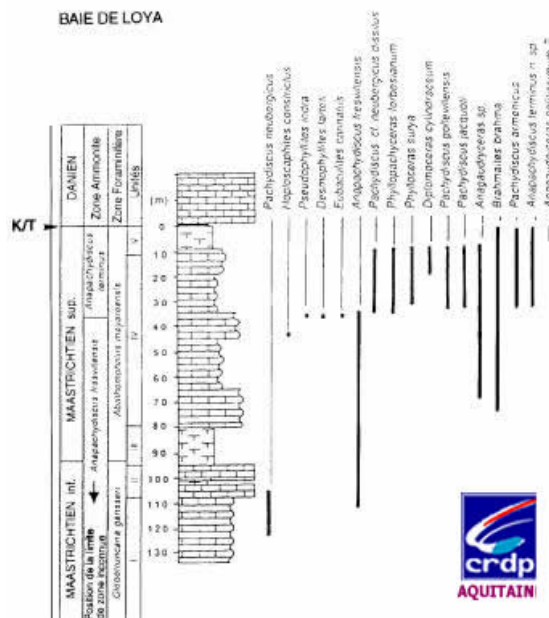 BAIE DE LOYA
Pachydiscus neubergicus
Hoploscaphites constrictus
Pseudophyllites indra
Desmophyllites larteti
Eubaculites carinatus
Anapachydiscus fresvillensis
Pachydiscus cf neubergicus dissitus
Phyllopachyceras forbesianum
Phylloceras surya
Diplomoceras cylindraceum
Pachydiscus gollevillensis
Pachydiscus jacquoti
Anagaudryceras sp.
Brahmaites brahma
Pachydiscus armenicus
Anapachydiscus terminus n. sp.
DANIEN
Zone Ammonite
Zone Foraminifère
Unités
(m)
K/T
MAASTRICHTIEN sup.
MAASTRICHTIEN inf.
Anapachydiscus terminus
Anapachydiscus fresvillensis
Position de la limite
de zone inconnue
Abathomphalus mayaroensis
Globotruncana gansseri
V
IV
III
II
I
0
10
20
30
40
50
60
70
80
90
100
110
120
130
crdp
AQUITAIN